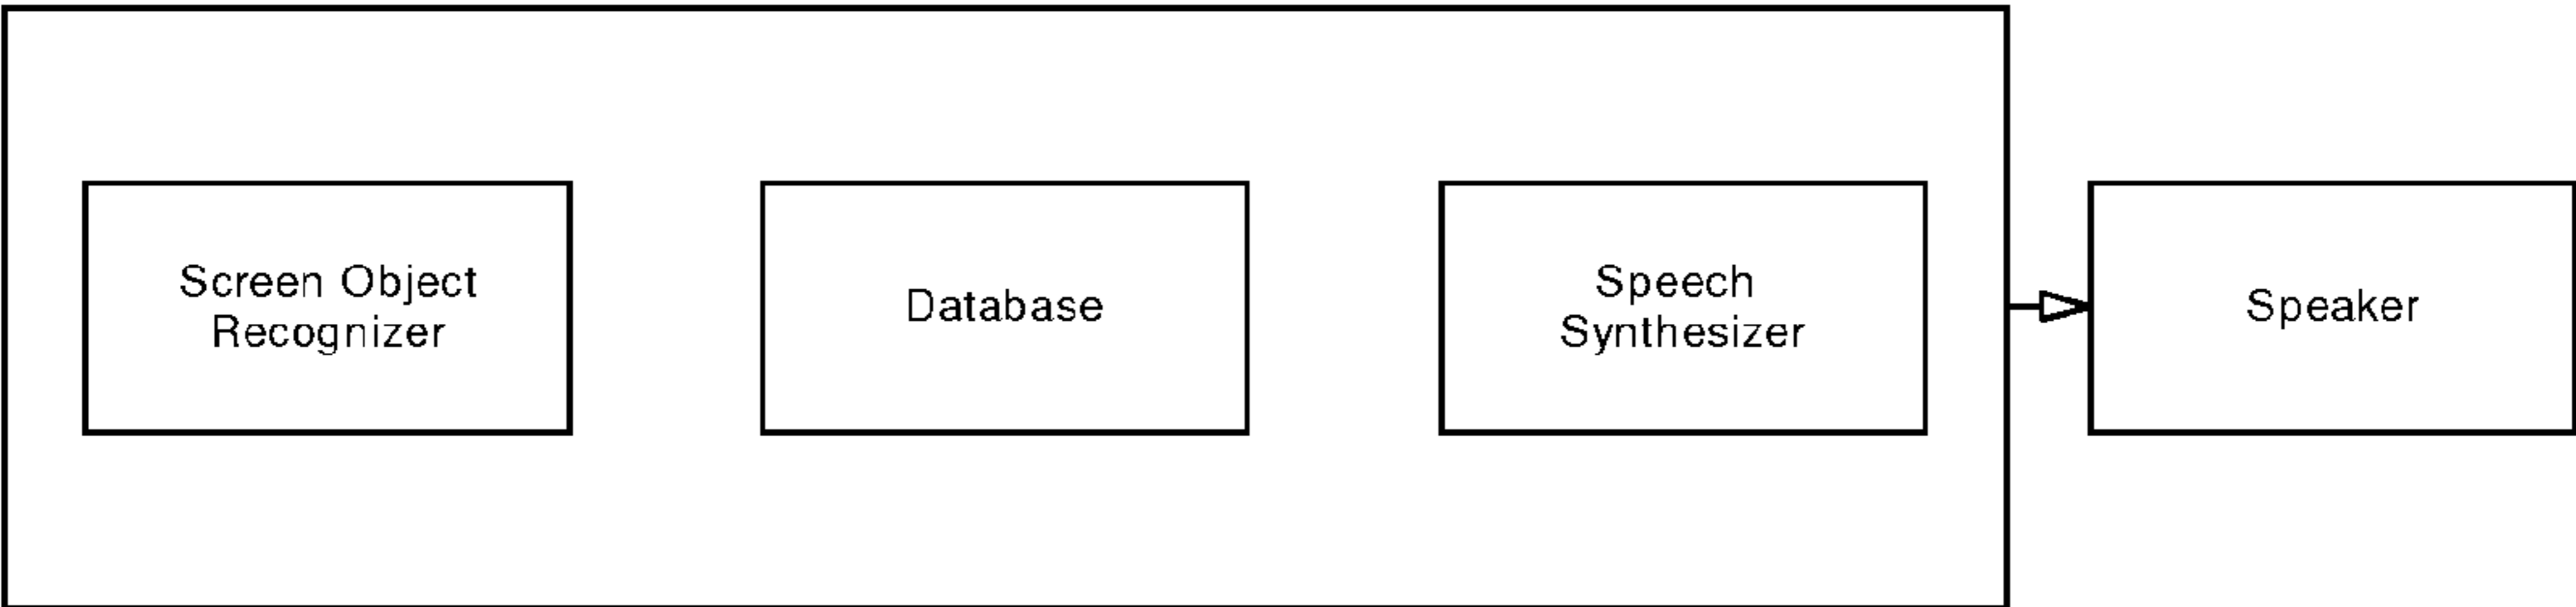 Screen Object
Recognizer
Database
Speech
Synthesizer
Speaker